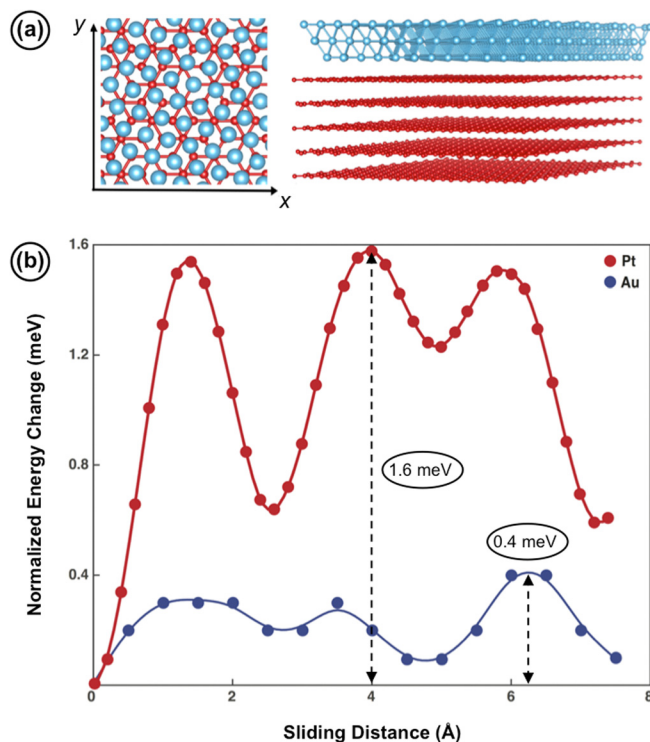 (a)
y
x
(b)
Normalized Energy Change (meV)
1.6
1.2
0.8
0.4
Pt
Au
1.6 meV
0.4 meV
0
2
4
6
8
Sliding Distance (Å)